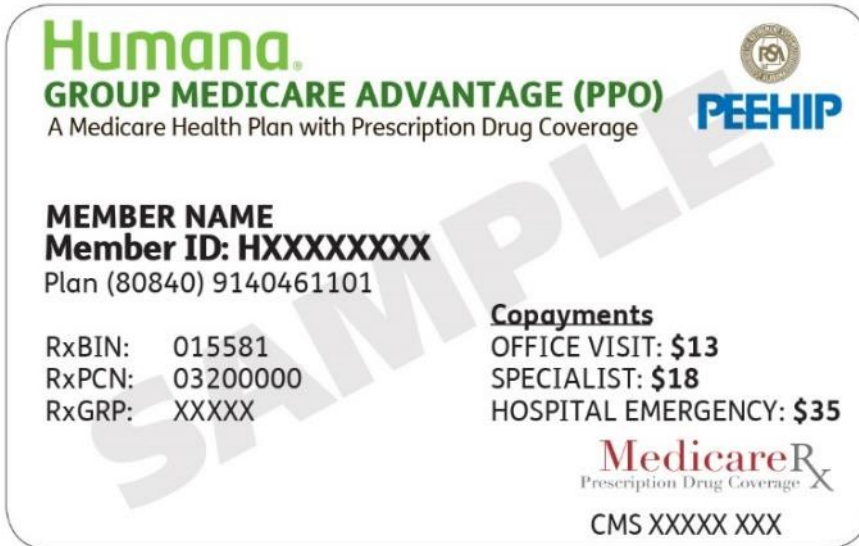 Humana.
GROUP MEDICARE ADVANTAGE (PPO)
A Medicare Health Plan with Prescription Drug Coverage
RSA
PEEHIP
MEMBER NAME
Member ID: HXXXXXXXX
Plan (80840) 9140461101
RxBIN: 015581
RxPCN: 03200000
RxGRP: XXXXX
Copayments
OFFICE VISIT: $13
SPECIALIST: $18
HOSPITAL EMERGENCY: $35
MedicareRx
Prescription Drug Coverage
CMS XXXXX XXX
SAMPLE